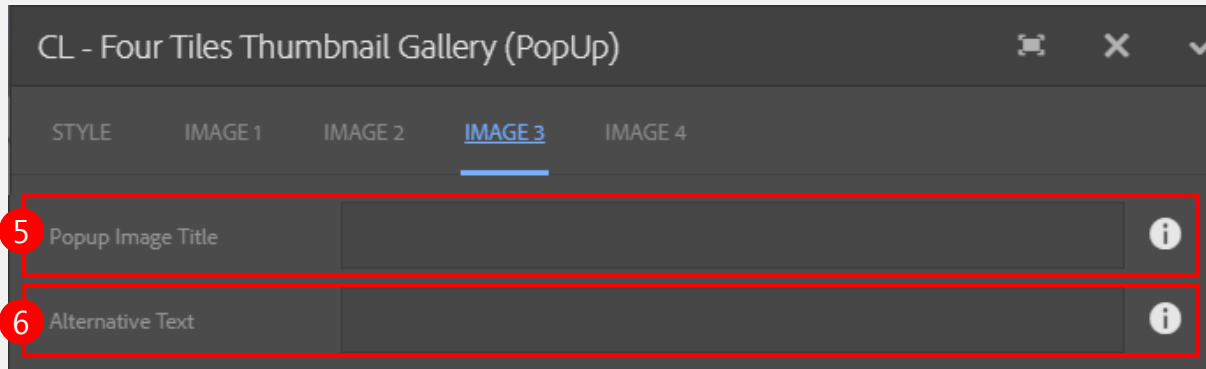 CL - Four Tiles Thumbnail Gallery (PopUp)
STYLE IMAGE 1 IMAGE 2 IMAGE 3 IMAGE 4
5 Popup Image Title
6 Alternative Text